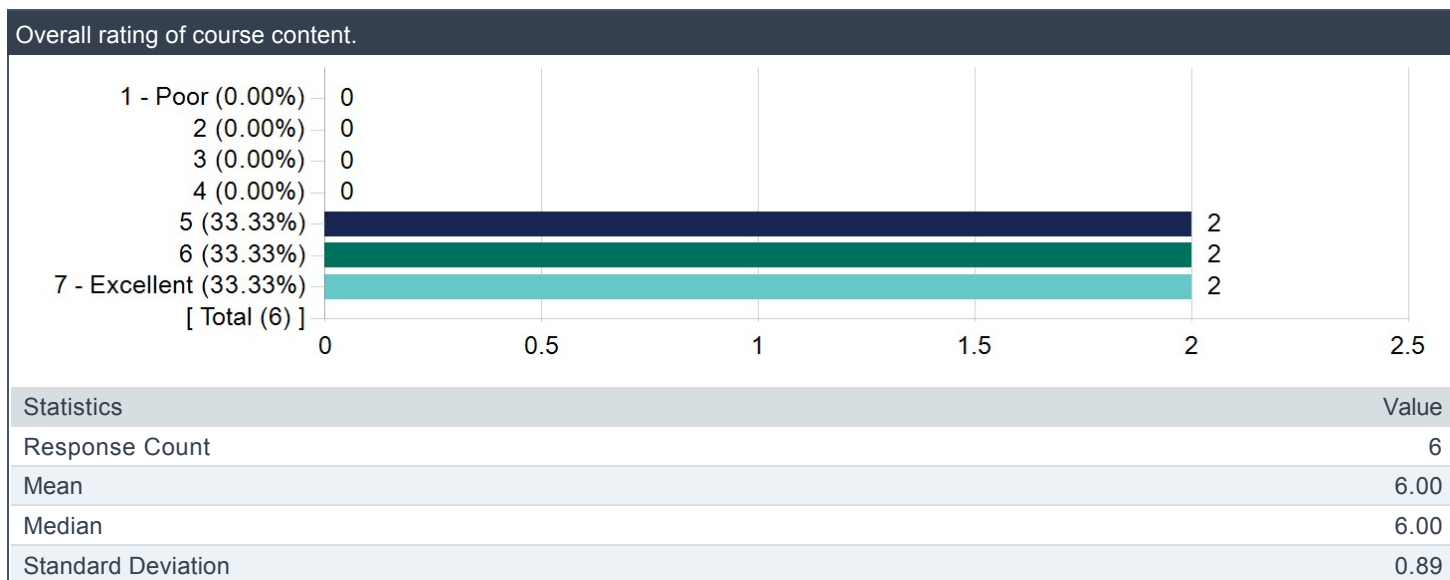 Overall rating of course content.
1 - Poor (0.00%) 0
2 (0.00%) 0
3 (0.00%) 0
4 (0.00%) 0
5 (33.33%) 2
6 (33.33%) 2
7 - Excellent (33.33%) 2
[ Total (6) ]
0 0.5 1 1.5 2 2.5
Statistics Value
Response Count 6
Mean 6.00
Median 6.00
Standard Deviation 0.89